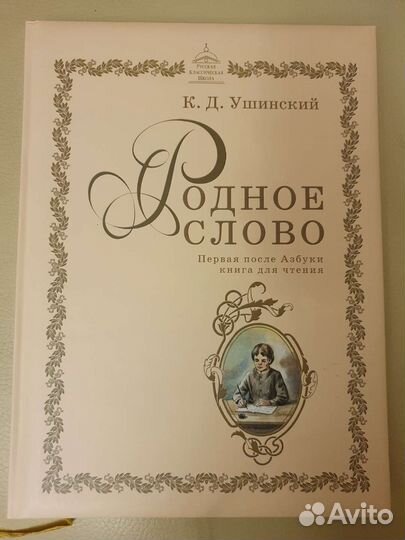 Русская
Классическая
Школа
К. Д. Ушинский
Родное
слово
Первая после Азбуки
книга для чтения
Avito